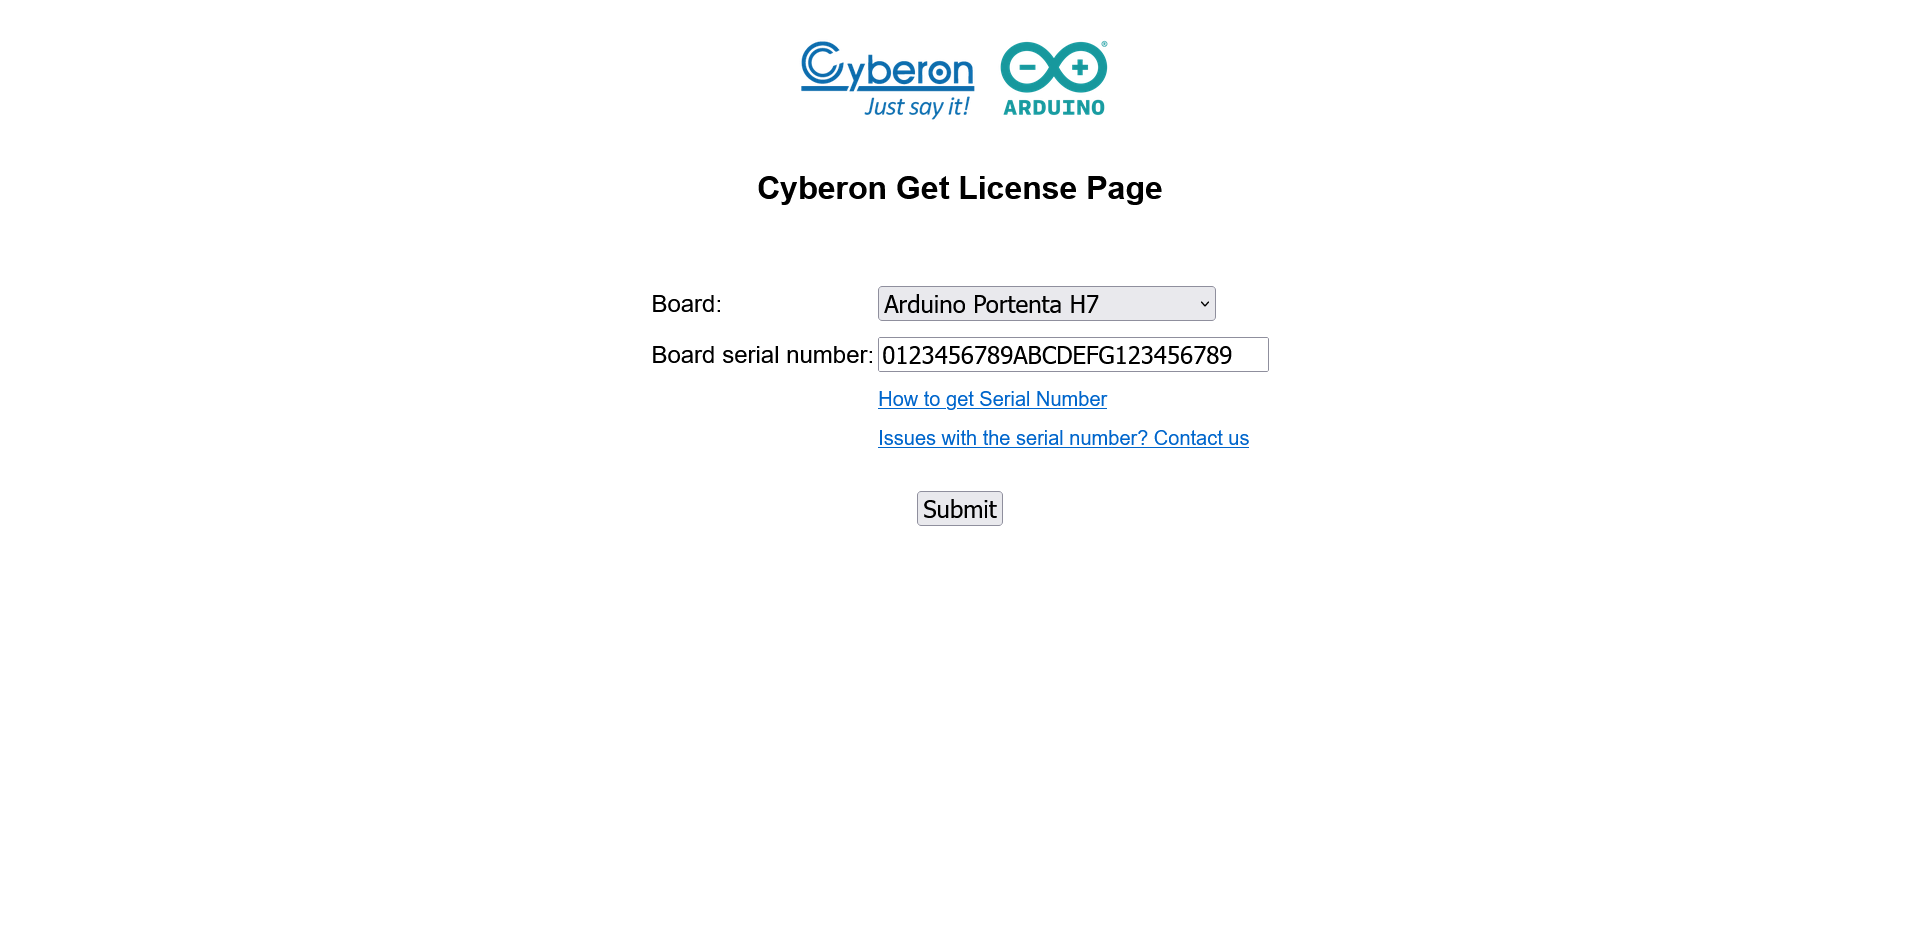 Cyberon
Just say it!
ARDUINO
Cyberon Get License Page
Board: Arduino Portenta H7
Board serial number: 0123456789ABCDEFG123456789
How to get Serial Number
Issues with the serial number? Contact us
Submit